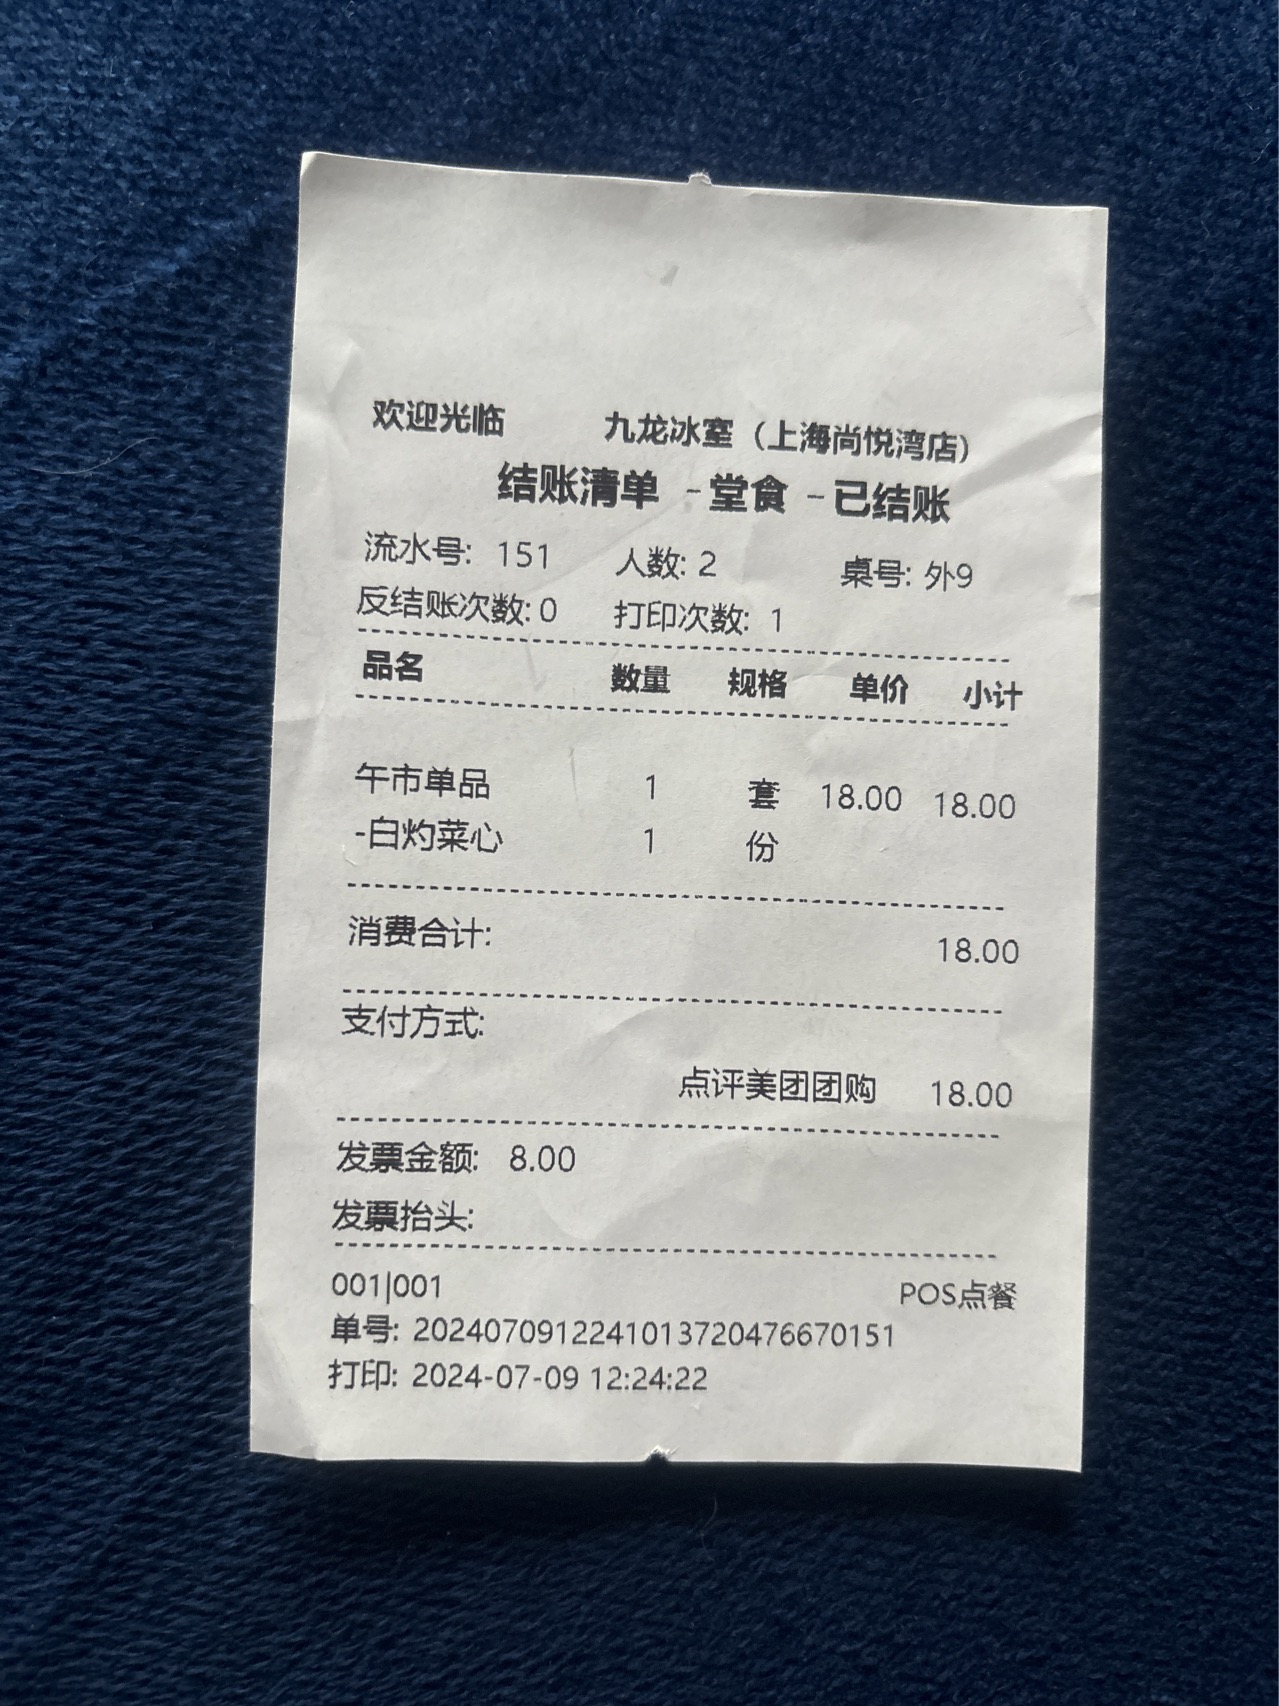 欢迎光临 九龙冰室（上海尚悦湾店）
结账清单 -堂食 -已结账
流水号: 151 人数: 2 桌号: 外9
反结账次数: 0 打印次数: 1
品名 数量 规格 单价 小计
午市单品 1 套 18.00 18.00
-白灼菜心 1 份
消费合计: 18.00
支付方式:
点评美团团购 18.00
发票金额: 8.00
发票抬头:
001|001 POS点餐
单号: 2024070912241013720476670151
打印: 2024-07-09 12:24:22